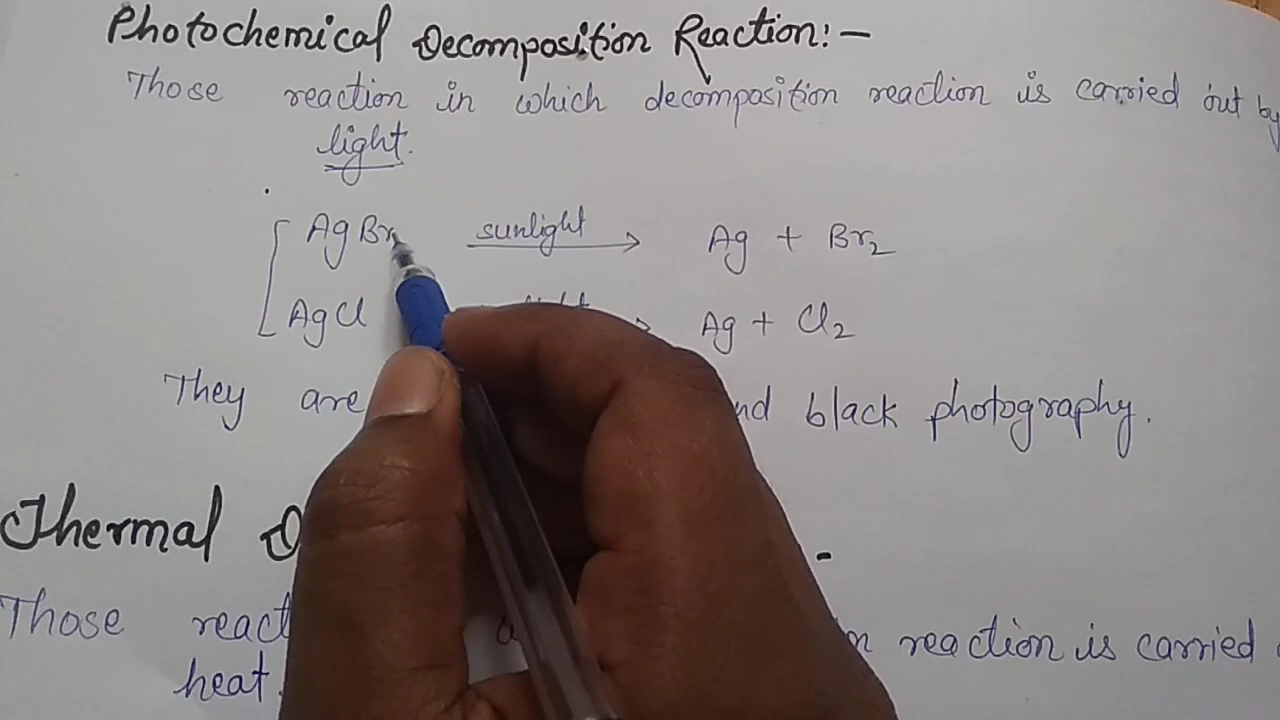 Photochemical Decomposition Reaction:-
Those reaction in which decomposition reaction is carried out by
light.
AgBr sunlight → Ag + Br₂
AgCl → Ag + Cl₂
They are black photography.
Thermal
Those reaction is carried
heat.